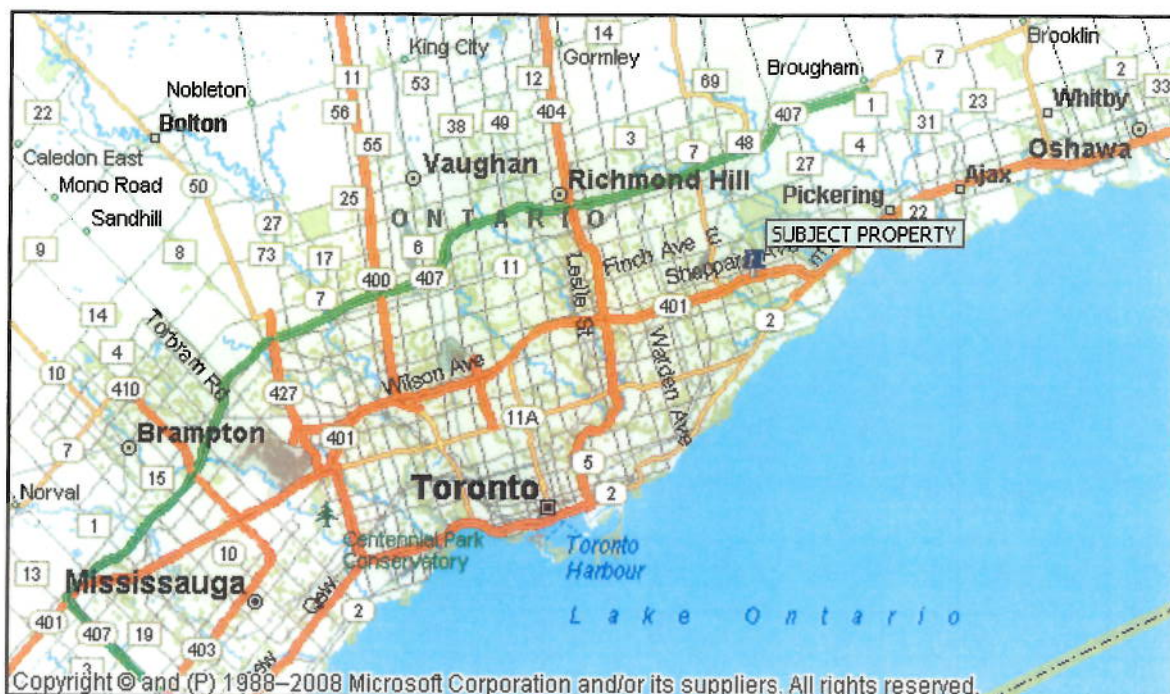 King City
Gormley
14
Brooklin
11
53
12
69
Brougham
7
2
33
Nobleton
56
404
407
1
23
Whitby
22
Bolton
38
49
3
31
55
7
48
4
Oshawa
Caledon East
Vaughan
27
Mono Road
50
25
Richmond Hill
Pickering
Ajax
Sandhill
27
ONTARIO
22
9
8
73
17
6
SUBJECT PROPERTY
407
11
Finch Ave
7
400
Leslie St
Sheppard Ave
14
401
2
Torbram Rd
4
10
410
Wilson Ave
Warden Ave
427
11A
Brampton
401
7
15
5
Norval
Toronto
2
1
Centennial Park
Conservatory
Toronto
Harbour
10
13
Mississauga
QEW
2
Lake Ontario
401
407
19
403
3
Copyright © and (P) 1988–2008 Microsoft Corporation and/or its suppliers. All rights reserved.